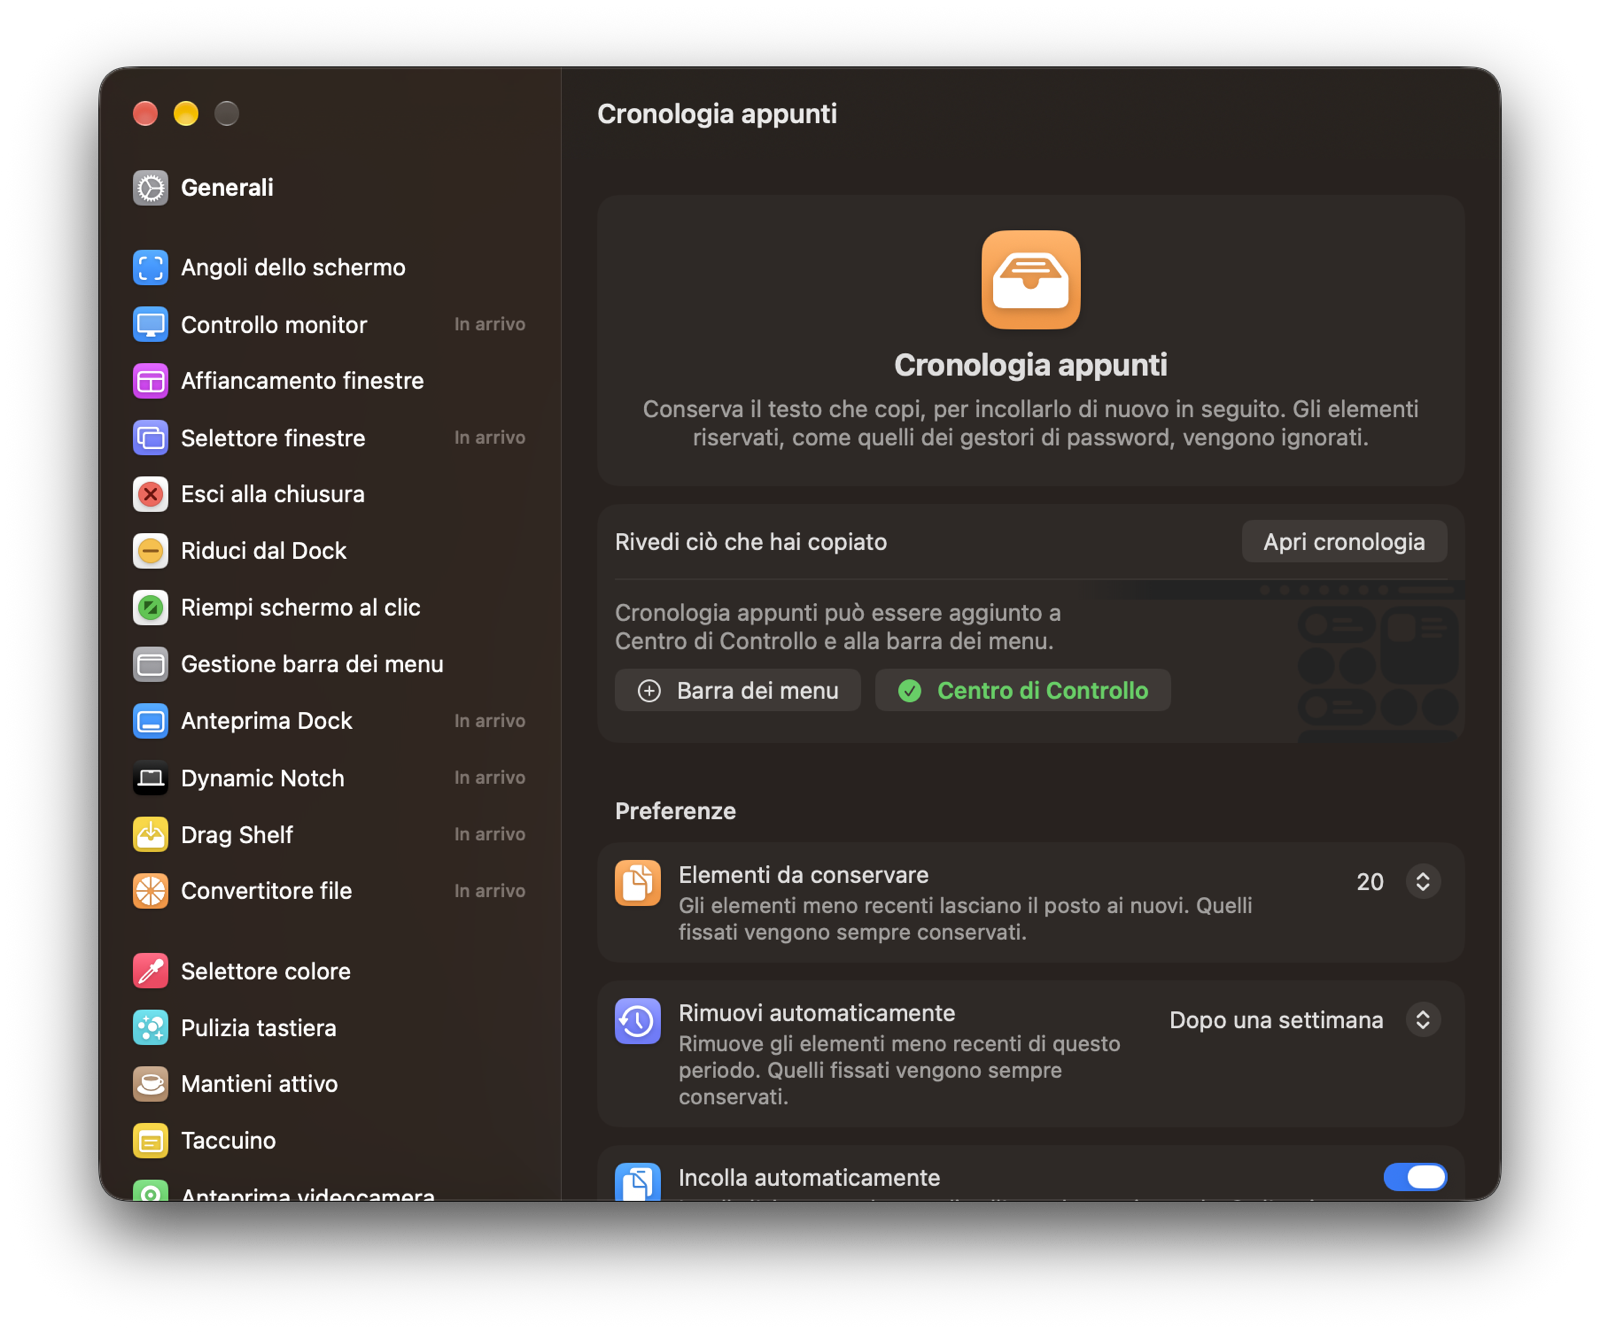 Cronologia appunti
Generali
Angoli dello schermo
Controllo monitor In arrivo
Affiancamento finestre
Selettore finestre In arrivo
Esci alla chiusura
Riduci dal Dock
Riempi schermo al clic
Gestione barra dei menu
Anteprima Dock In arrivo
Dynamic Notch In arrivo
Drag Shelf In arrivo
Convertitore file In arrivo
Selettore colore
Pulizia tastiera
Mantieni attivo
Taccuino
Anteprima videocamera
Cronologia appunti
Conserva il testo che copi, per incollarlo di nuovo in seguito. Gli elementi
riservati, come quelli dei gestori di password, vengono ignorati.
Rivedi ciò che hai copiato
Apri cronologia
Cronologia appunti può essere aggiunto a
Centro di Controllo e alla barra dei menu.
Barra dei menu
Centro di Controllo
Preferenze
Elementi da conservare
20
Gli elementi meno recenti lasciano il posto ai nuovi. Quelli
fissati vengono sempre conservati.
Rimuovi automaticamente
Dopo una settimana
Rimuove gli elementi meno recenti di questo
periodo. Quelli fissati vengono sempre
conservati.
Incolla automaticamente